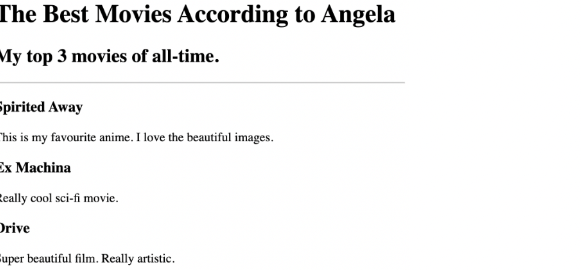 The Best Movies According to Angela
My top 3 movies of all-time.
Spirited Away
This is my favourite anime. I love the beautiful images.
Ex Machina
Really cool sci-fi movie.
Drive
Super beautiful film. Really artistic.